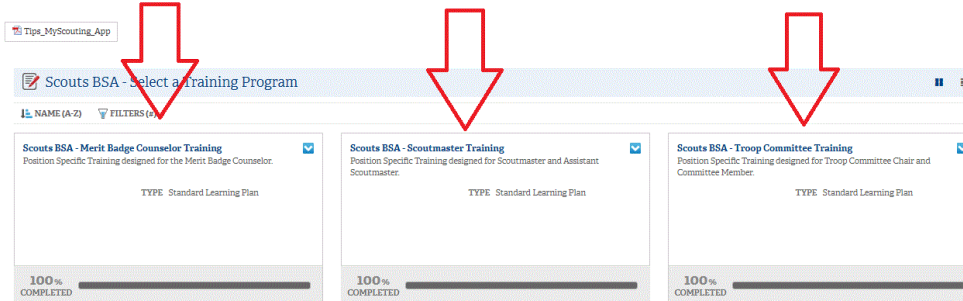 Tips_MyScouting_App
Scouts BSA - Select a Training Program
NAME (A-Z) FILTERS (#)
Scouts BSA - Merit Badge Counselor Training
Position Specific Training designed for the Merit Badge Counselor.
TYPE Standard Learning Plan
100%
COMPLETED
Scouts BSA - Scoutmaster Training
Position Specific Training designed for Scoutmaster and Assistant
Scoutmaster.
TYPE Standard Learning Plan
100%
COMPLETED
Scouts BSA - Troop Committee Training
Position Specific Training designed for Troop Committee Chair and
Committee Member.
TYPE Standard Learning Plan
100%
COMPLETED